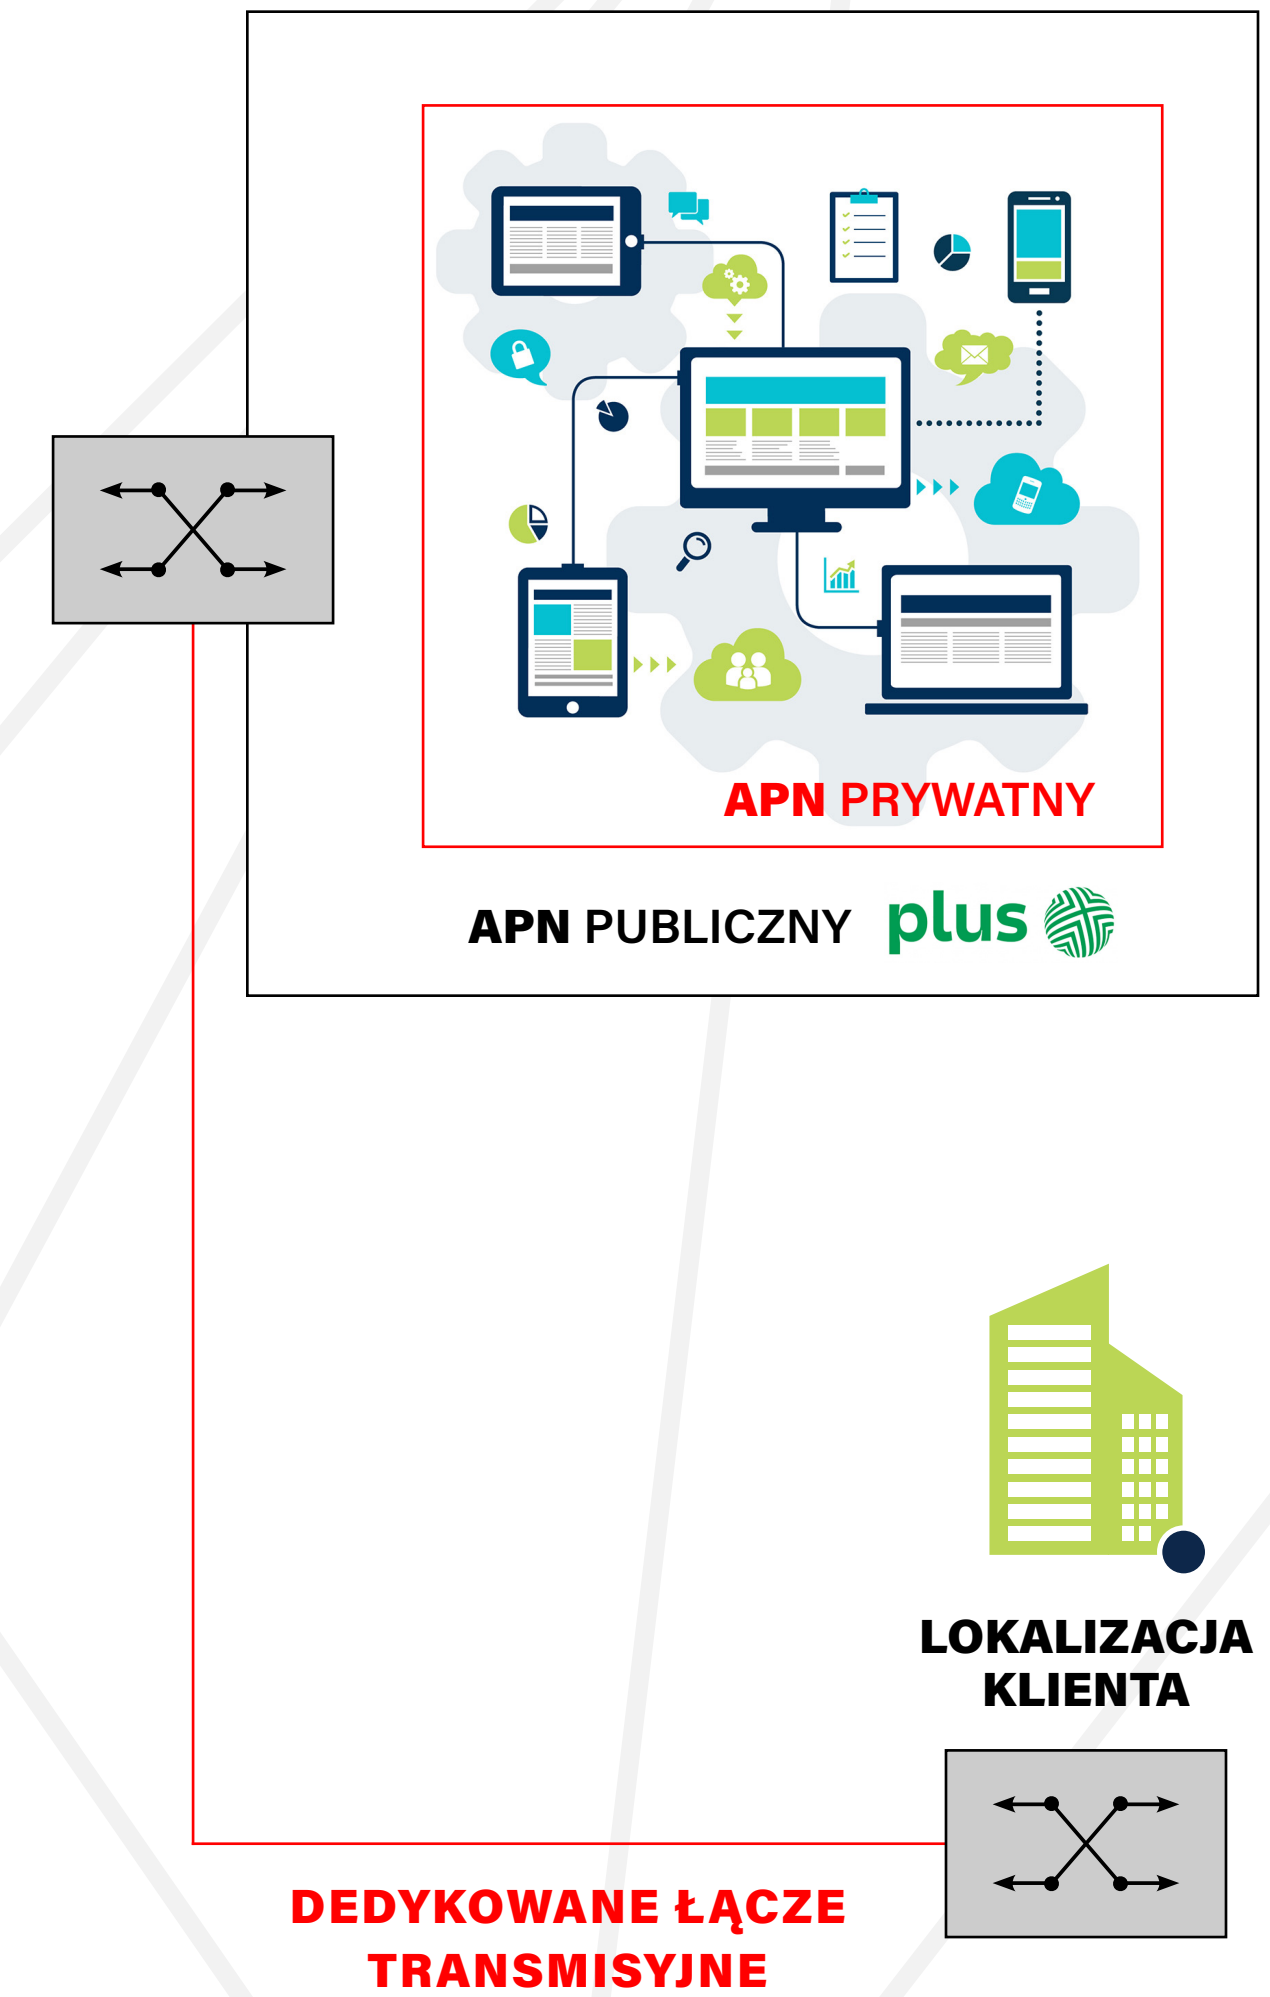 APN PRYWATNY
APN PUBLICZNY plus
LOKALIZACJA
KLIENTA
DEDYKOWANE ŁĄCZE
TRANSMISYJNE